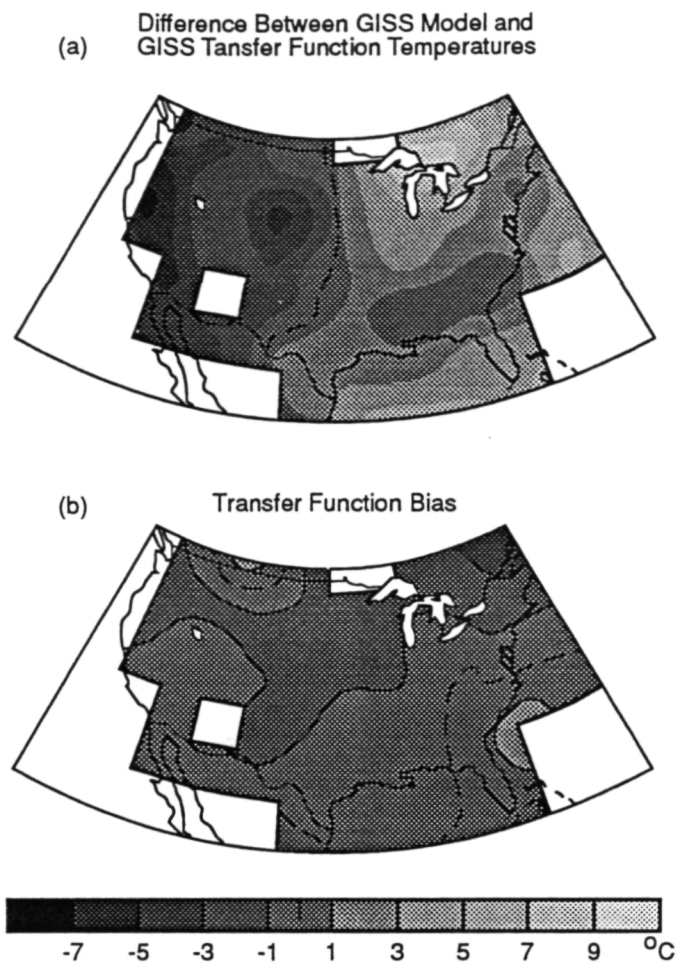 Difference Between GISS Model and
(a) GISS Tansfer Function Temperatures
(b) Transfer Function Bias
-7 -5 -3 -1 1 3 5 7 9 °C